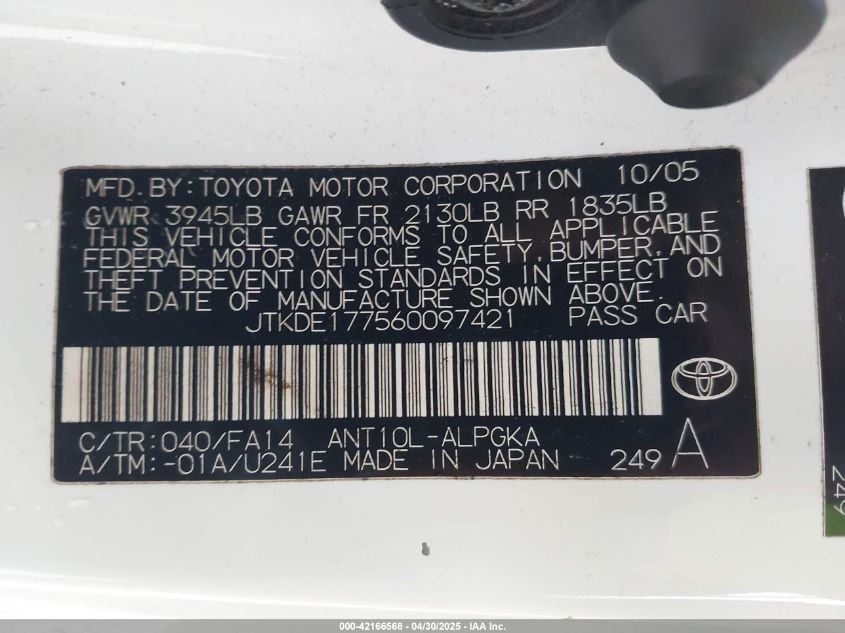 MFD. BY: TOYOTA MOTOR CORPORATION 10/05
GVWR 3945LB GAWR FR 2130LB RR 1835LB
THIS VEHICLE CONFORMS TO ALL APPLICABLE
FEDERAL MOTOR VEHICLE SAFETY, BUMPER, AND
THEFT PREVENTION STANDARDS IN EFFECT ON
THE DATE OF MANUFACTURE SHOWN ABOVE.
JTKDE177560097421 PASS CAR
C/TR: 040/FA14 ANT10L-ALPGKA
A/TM: -01A/U241E MADE IN JAPAN 249 A
249
000-42166568 - 04/30/2025 - IAA Inc.